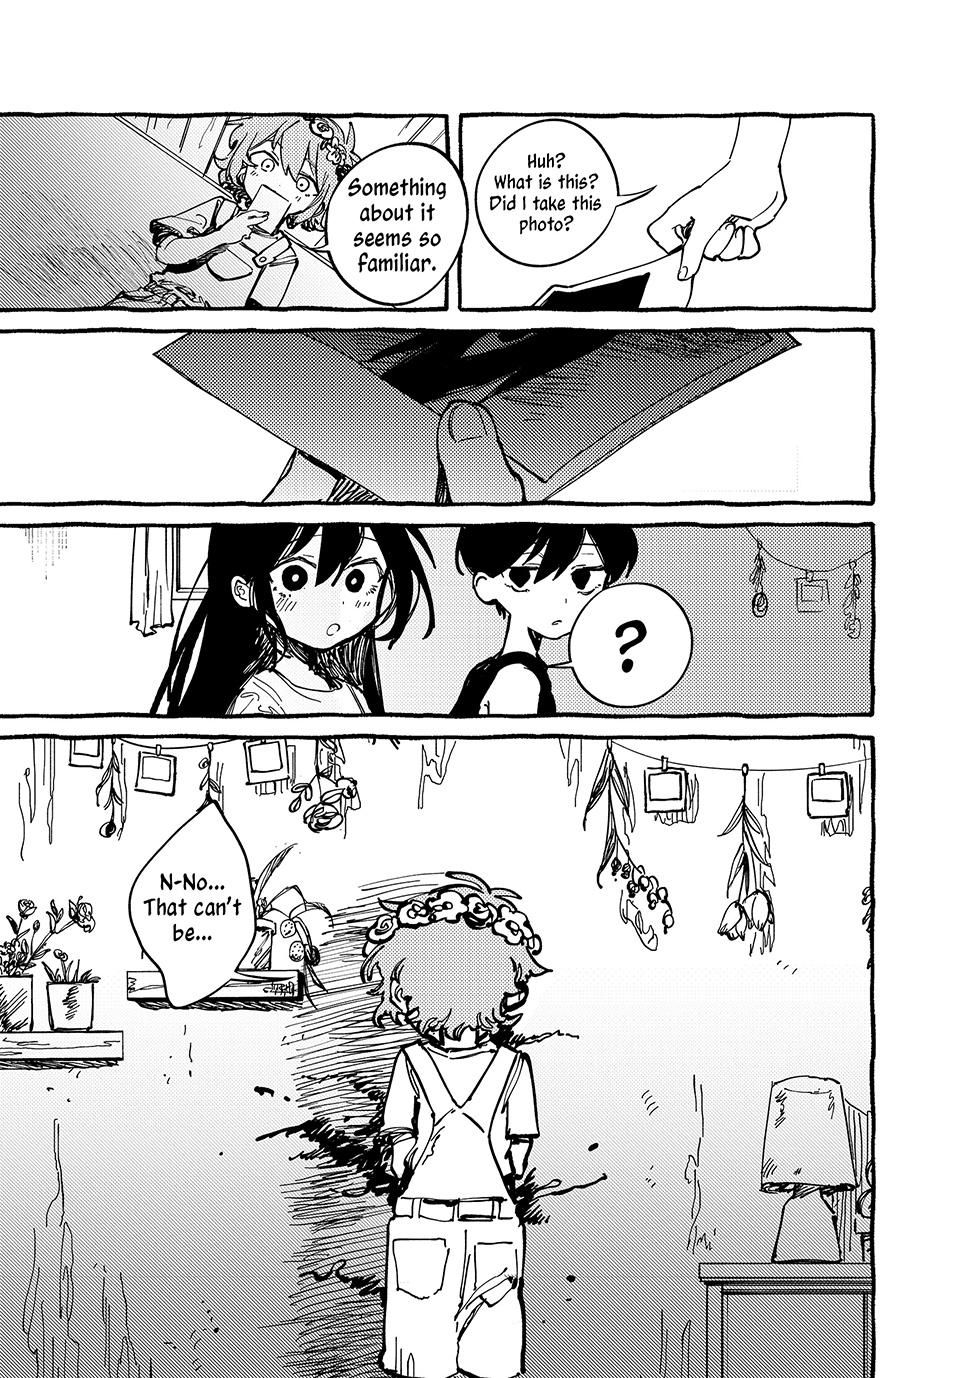 Huh?
What is this?
Did I take this
photo?
Something
about it
seems so
familiar.
?
N-No...
That can't
be...